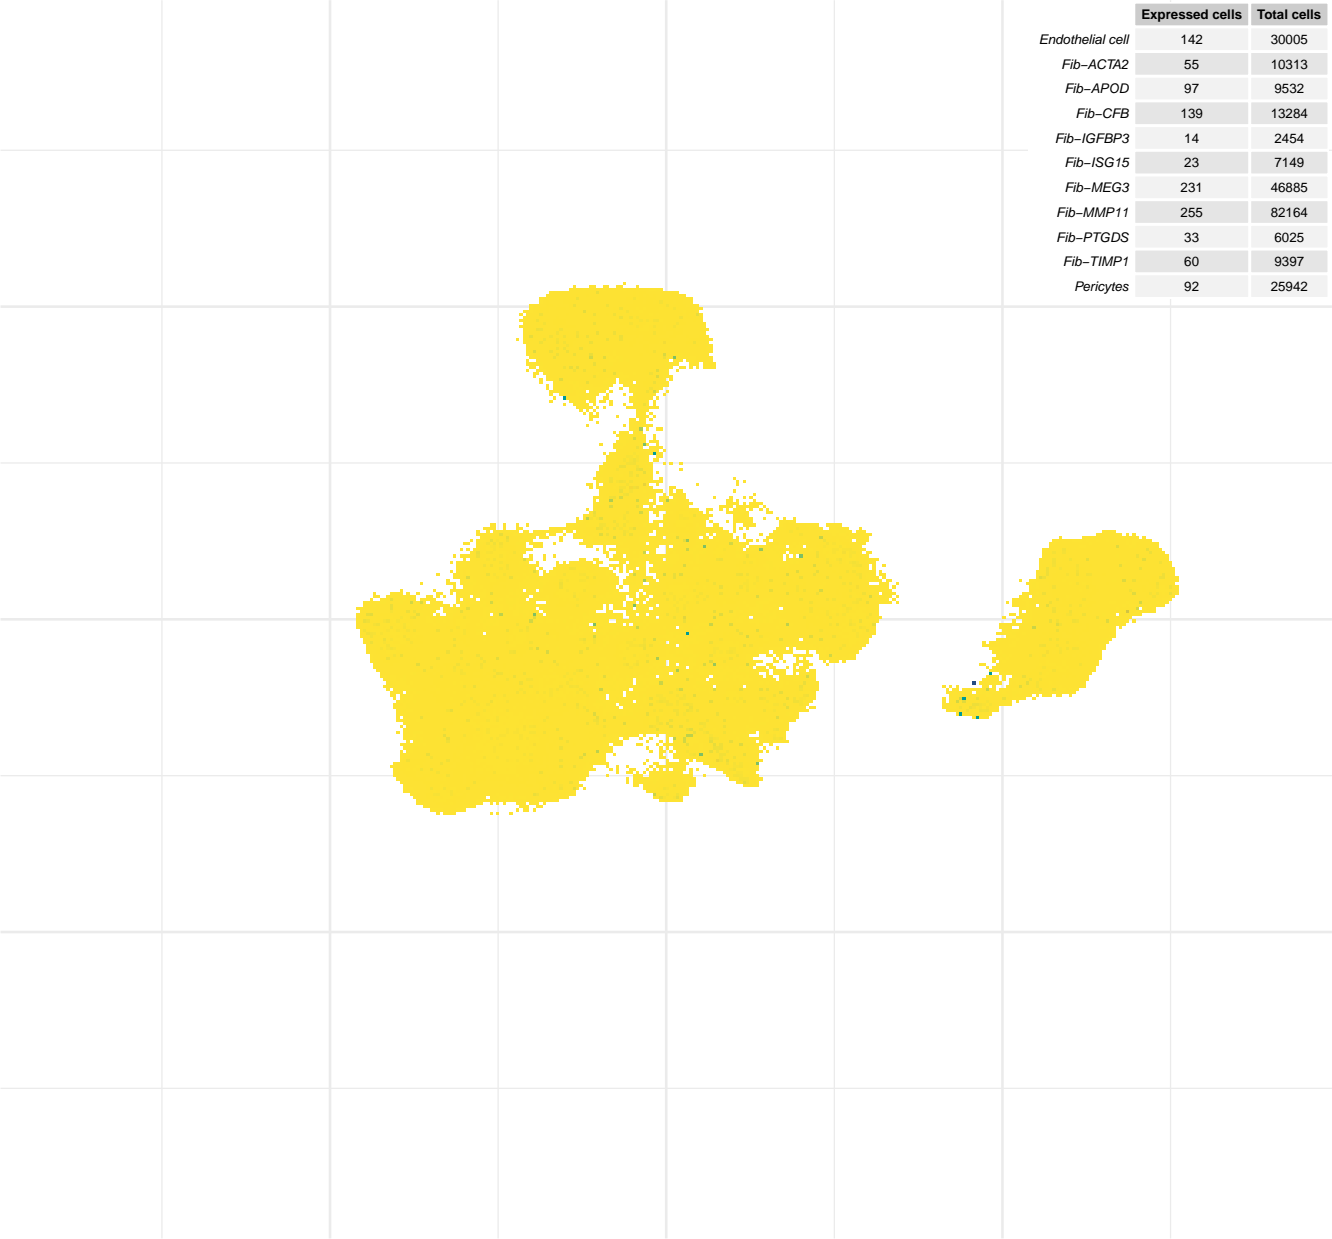 Expressed cells Total cells
Endothelial cell 142 30005
Fib−ACTA2 55 10313
Fib−APOD 97 9532
Fib−CFB 139 13284
Fib−IGFBP3 14 2454
Fib−ISG15 23 7149
Fib−MEG3 231 46885
Fib−MMP11 255 82164
Fib−PTGDS 33 6025
Fib−TIMP1 60 9397
Pericytes 92 25942